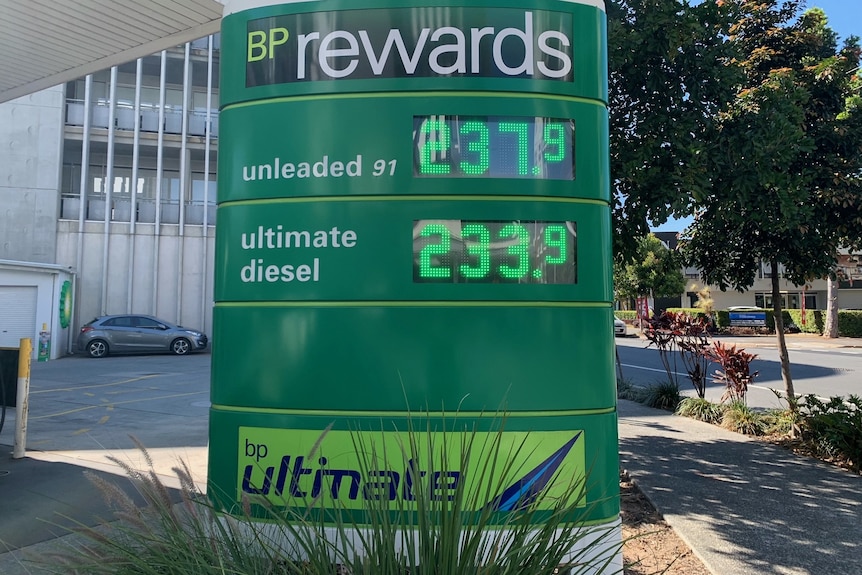 BP rewards
unleaded 91 237.9
ultimate
diesel 233.9
bp
ultimate